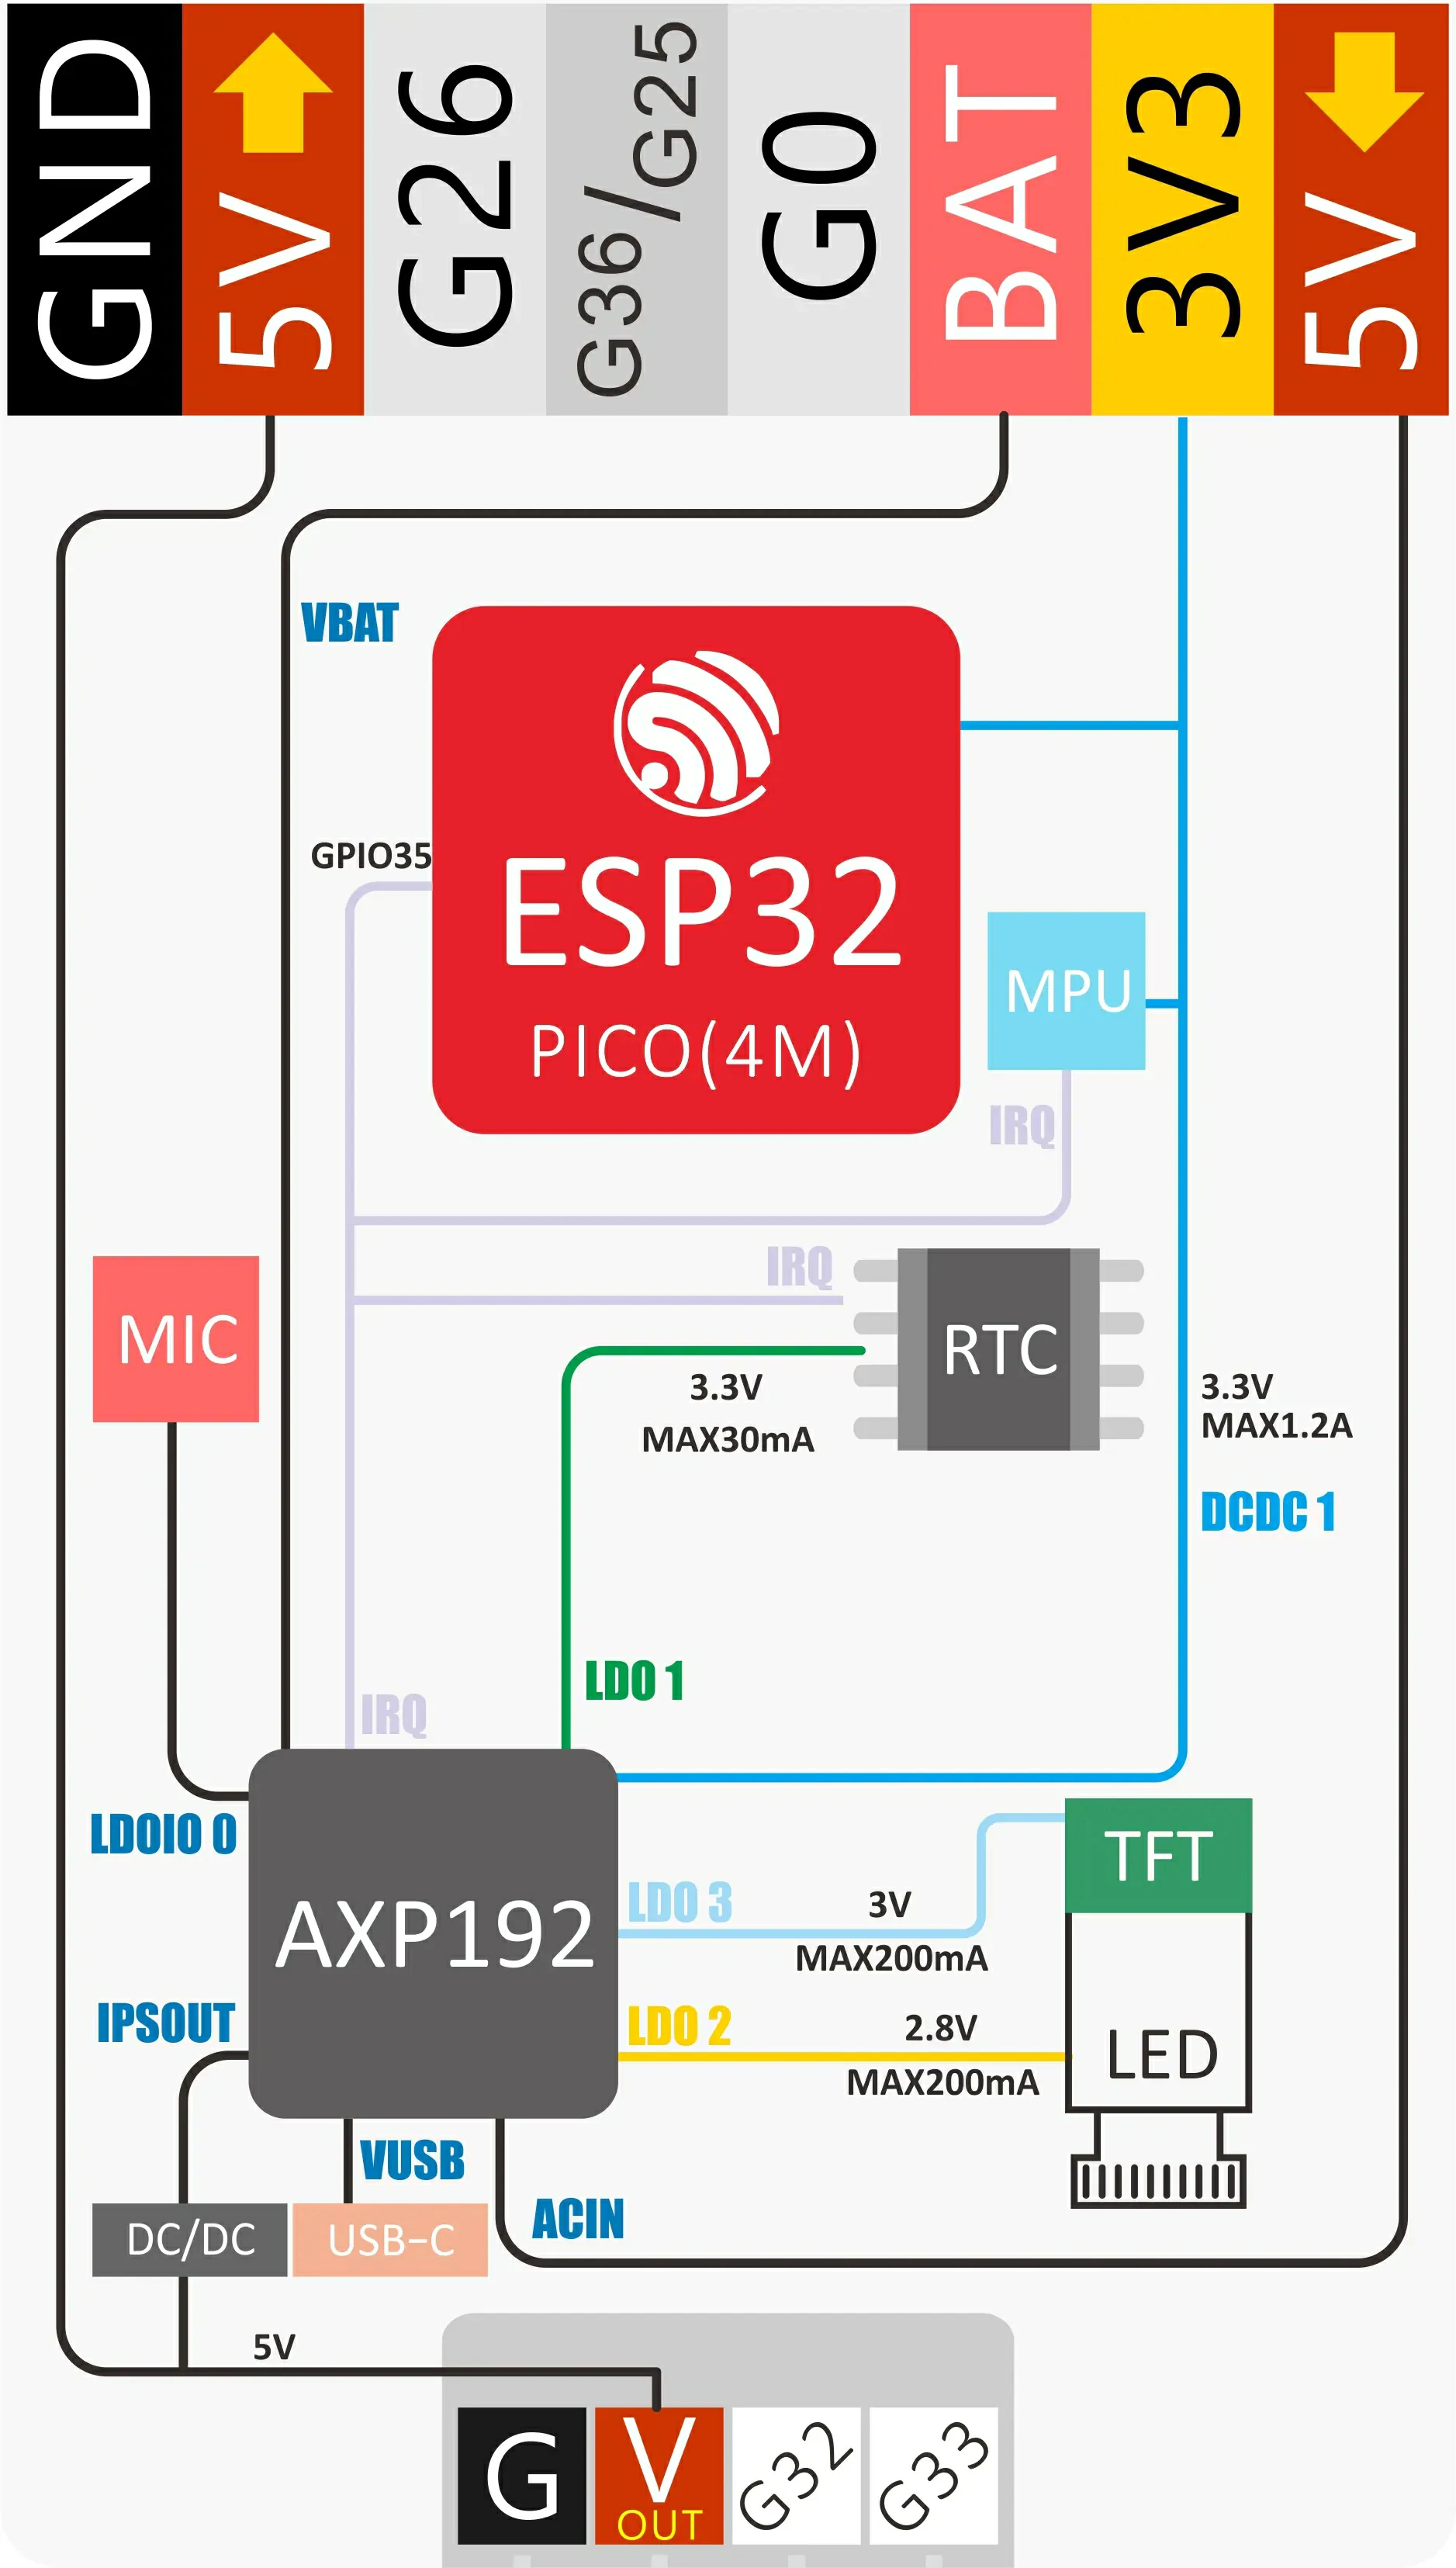 GND
5V
G26
G36/G25
G0
BAT
3V3
5V
VBAT
GPIO35
ESP32
PICO(4M)
MPU
IRQ
IRQ
MIC
RTC
3.3V
MAX30mA
3.3V
MAX1.2A
DCDC 1
LDO 1
IRQ
LDOIO 0
AXP192
LDO 3
3V
MAX200mA
TFT
IPSOUT
LDO 2
2.8V
MAX200mA
LED
VUSB
ACIN
DC/DC
USB-C
5V
G
V
OUT
G32
G33